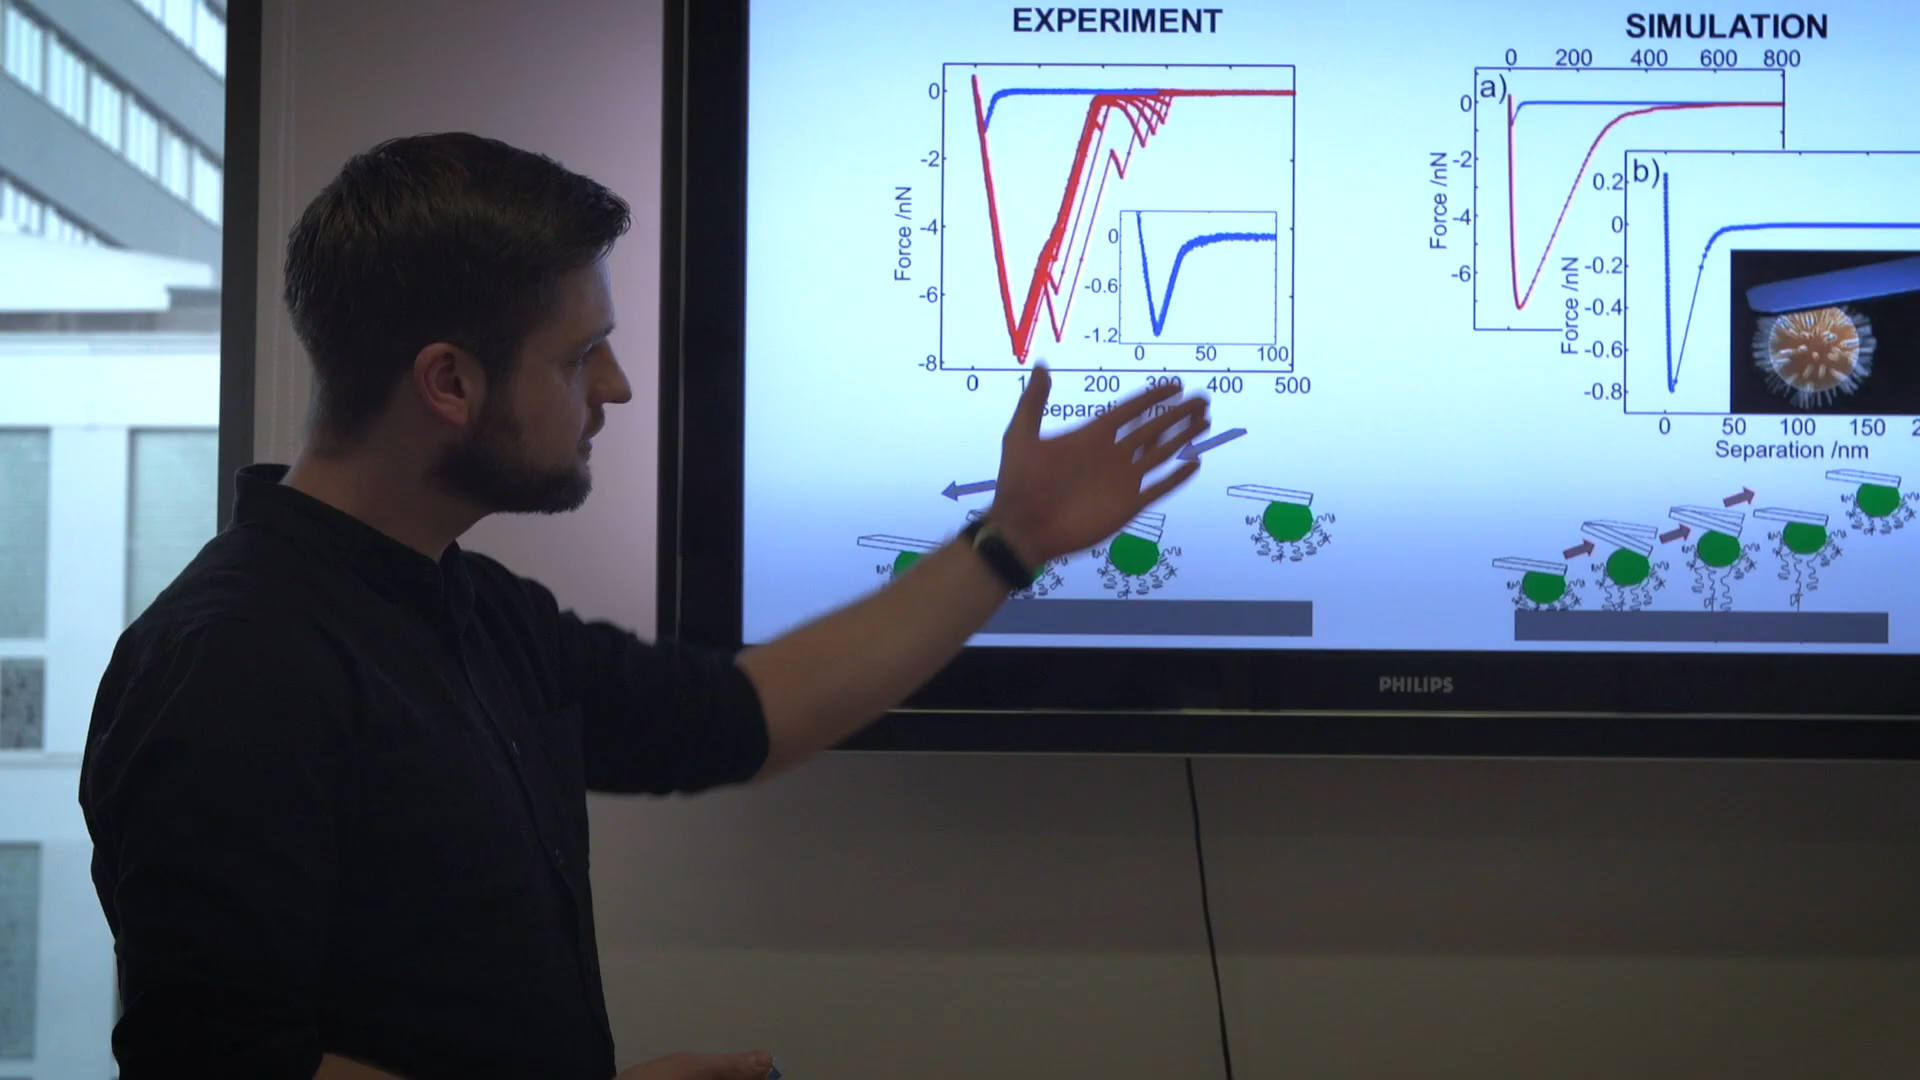 EXPERIMENT
0
-2
-4
-6
-8
Force /nN
0
-0.6
-1.2
0 50 100
0 200 300 400 500
SIMULATION
0 200 400 600 800
a)
0
-2
-4
-6
Force /nN
b)
0.2
0
-0.2
-0.4
-0.6
-0.8
Force /nN
0 50 100 150
Separation /nm
PHILIPS